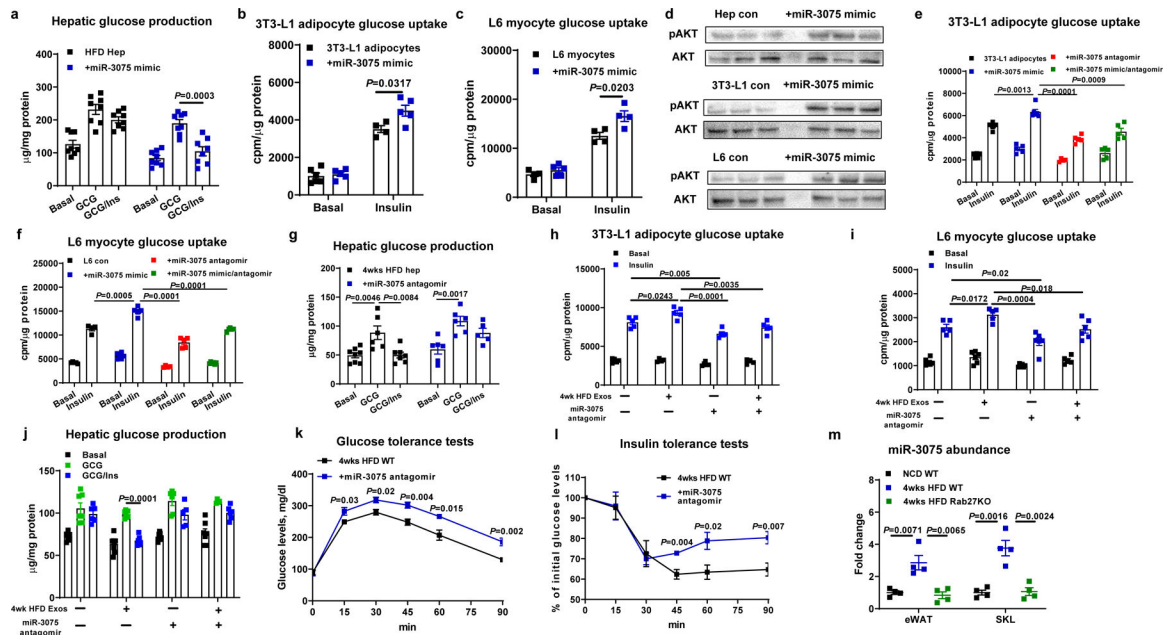 a
Hepatic glucose production
HFD Hep
+miR-3075 mimic
P=0.0003
µg/mg protein
400
300
200
100
0
Basal
GCG
GCG/Ins
Basal
GCG
GCG/Ins
b
3T3-L1 adipocyte glucose uptake
3T3-L1 adipocytes
+miR-3075 mimic
P=0.0317
cpm/µg protein
8000
6000
4000
2000
0
Basal
Insulin
c
L6 myocyte glucose uptake
L6 myocytes
+miR-3075 mimic
P=0.0203
cpm/µg protein
20000
15000
10000
5000
0
Basal
Insulin
d
Hep con +miR-3075 mimic
pAKT
AKT
3T3-L1 con +miR-3075 mimic
pAKT
AKT
L6 con +miR-3075 mimic
pAKT
AKT
e
3T3-L1 adipocyte glucose uptake
3T3-L1 adipocytes
+miR-3075 antagomir
+miR-3075 mimic
+miR-3075 mimic/antagomir
P=0.0009
P=0.0013
P=0.0001
cpm/µg protein
10000
8000
6000
4000
2000
Basal
Insulin
Basal
Insulin
Basal
Insulin
Basal
Insulin
f
L6 myocyte glucose uptake
L6 con
+miR-3075 antagomir
+miR-3075 mimic
+miR-3075 mimic/antagomir
P=0.0001
P=0.0005
P=0.0001
cpm/µg protein
25000
20000
15000
10000
5000
0
Basal
Insulin
Basal
Insulin
Basal
Insulin
Basal
Insulin
g
Hepatic glucose production
4wks HFD hep
+miR-3075 antagomir
P=0.0046
P=0.0084
P=0.0017
µg/mg protein
250
200
150
100
50
0
Basal
GCG
GCG/Ins
Basal
GCG
GCG/Ins
h
3T3-L1 adipocyte glucose uptake
Basal
Insulin
P=0.005
P=0.0035
P=0.0243
P=0.0001
cpm/µg protein
15000
10000
5000
0
4wk HFD Exos – + – +
miR-3075
antagomir – – + +
i
L6 myocyte glucose uptake
Basal
Insulin
P=0.02
P=0.018
P=0.0172
P=0.0004
cpm/µg protein
5000
4000
3000
2000
1000
0
4wk HFD Exos – + – +
miR-3075
antagomir – – + +
j
Hepatic glucose production
Basal
GCG
GCG/Ins
P=0.0001
µg/mg protein
200
150
100
50
0
4wk HFD Exos – + – +
miR-3075
antagomir – – + +
k
Glucose tolerance tests
4wks HFD WT
+miR-3075 antagomir
P=0.03
P=0.02
P=0.004
P=0.015
P=0.002
Glucose levels, mg/dl
600
500
400
300
200
100
0
0 15 30 45 60 75 90
min
l
Insulin tolerance tests
4wks HFD WT
+miR-3075
antagomir
P=0.004
P=0.02
P=0.007
% of initial glucose levels
140
130
120
110
100
90
80
70
60
50
0 15 30 45 60 75 90
min
m
miR-3075 abundance
NCD WT
4wks HFD WT
4wks HFD Rab27KO
P=0.0071
P=0.0065
P=0.0016
P=0.0024
Fold change
8
6
4
2
0
eWAT
SKL